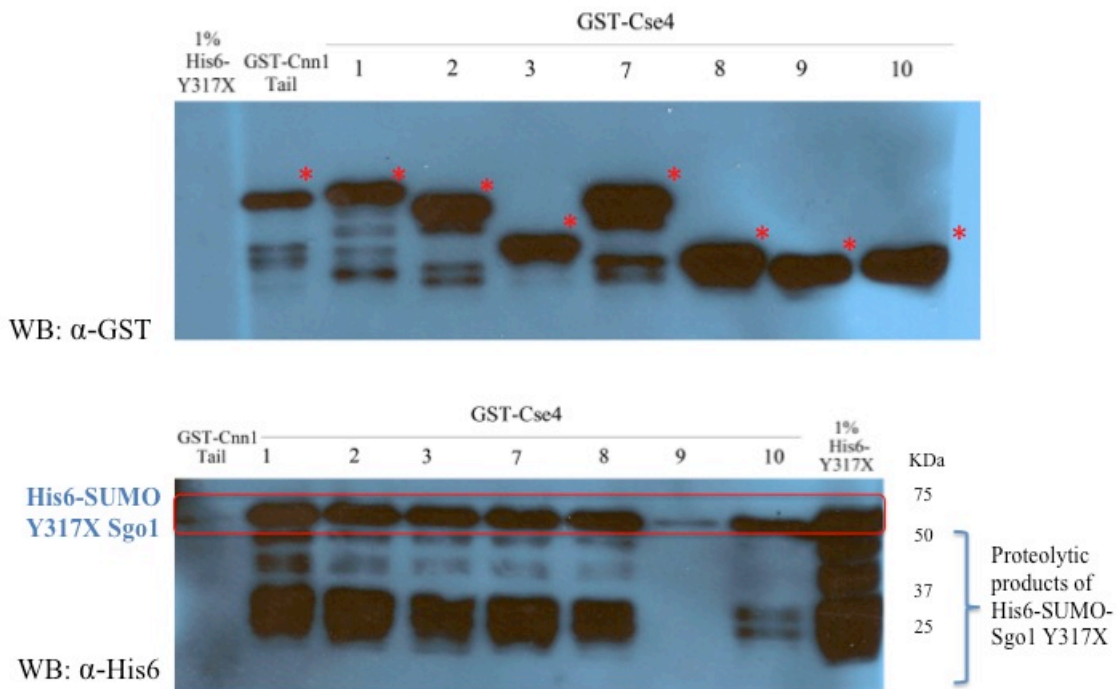 GST-Cse4
1%
His6-
Y317X
GST-Cnn1
Tail
1 2 3 7 8 9 10
* * * * * * * *
WB: α-GST
GST-Cse4
GST-Cnn1
Tail
1 2 3 7 8 9 10
1%
His6-
Y317X
KDa
His6-SUMO
Y317X Sgo1
75
50
37
25
Proteolytic
products of
His6-SUMO-
Sgo1 Y317X
WB: α-His6